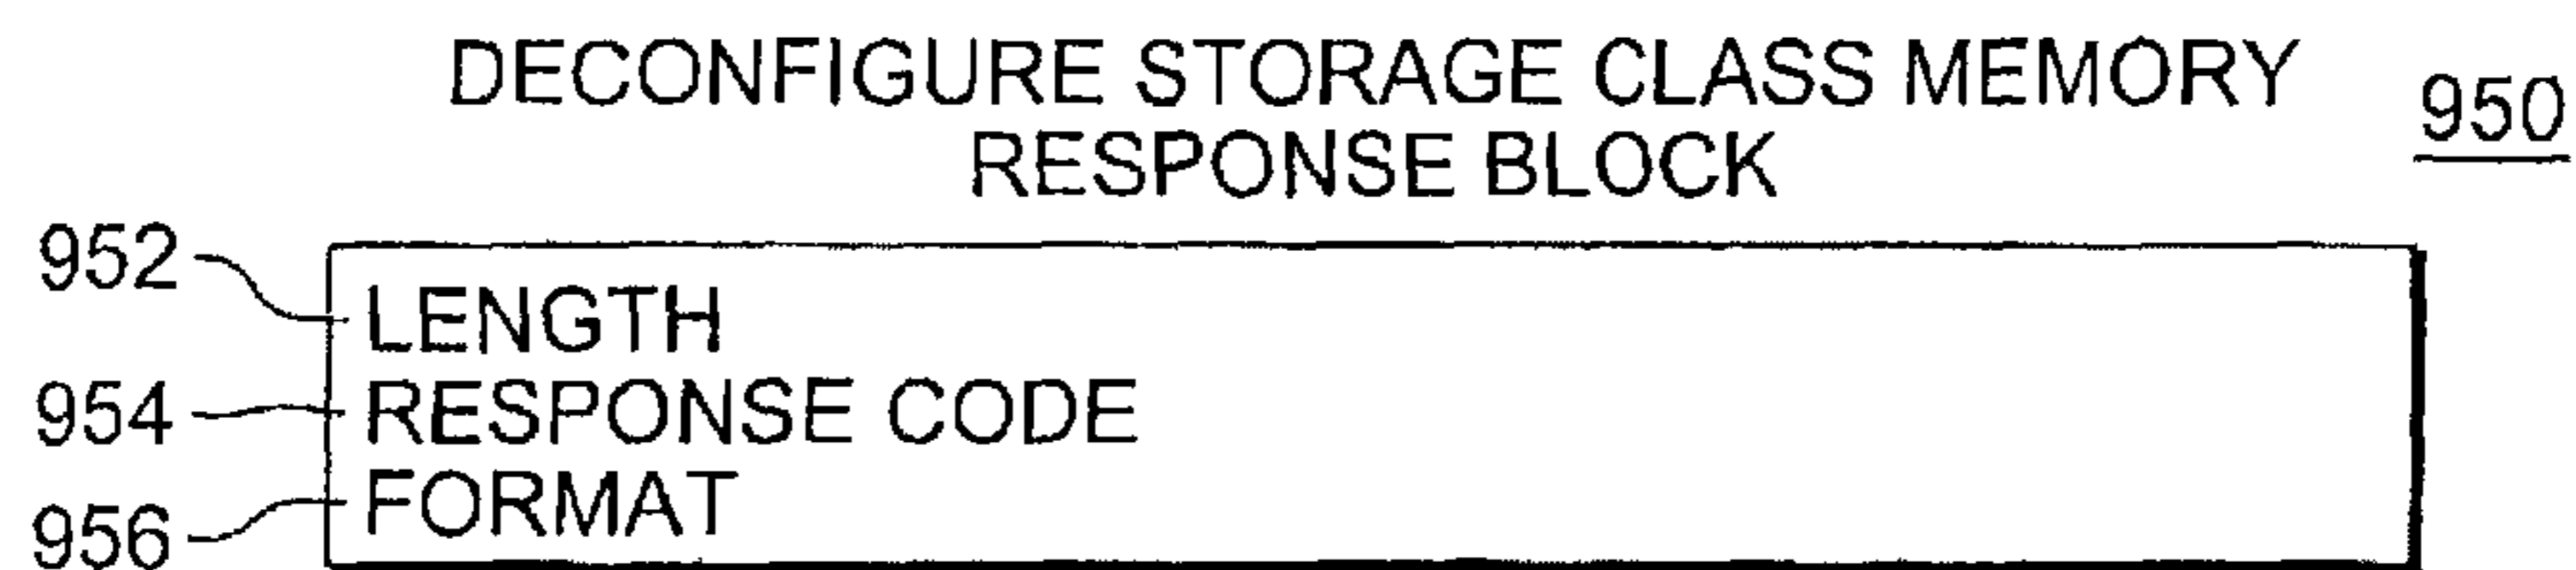 DECONFIGURE STORAGE CLASS MEMORY
RESPONSE BLOCK
950
952
LENGTH
954
RESPONSE CODE
956
FORMAT